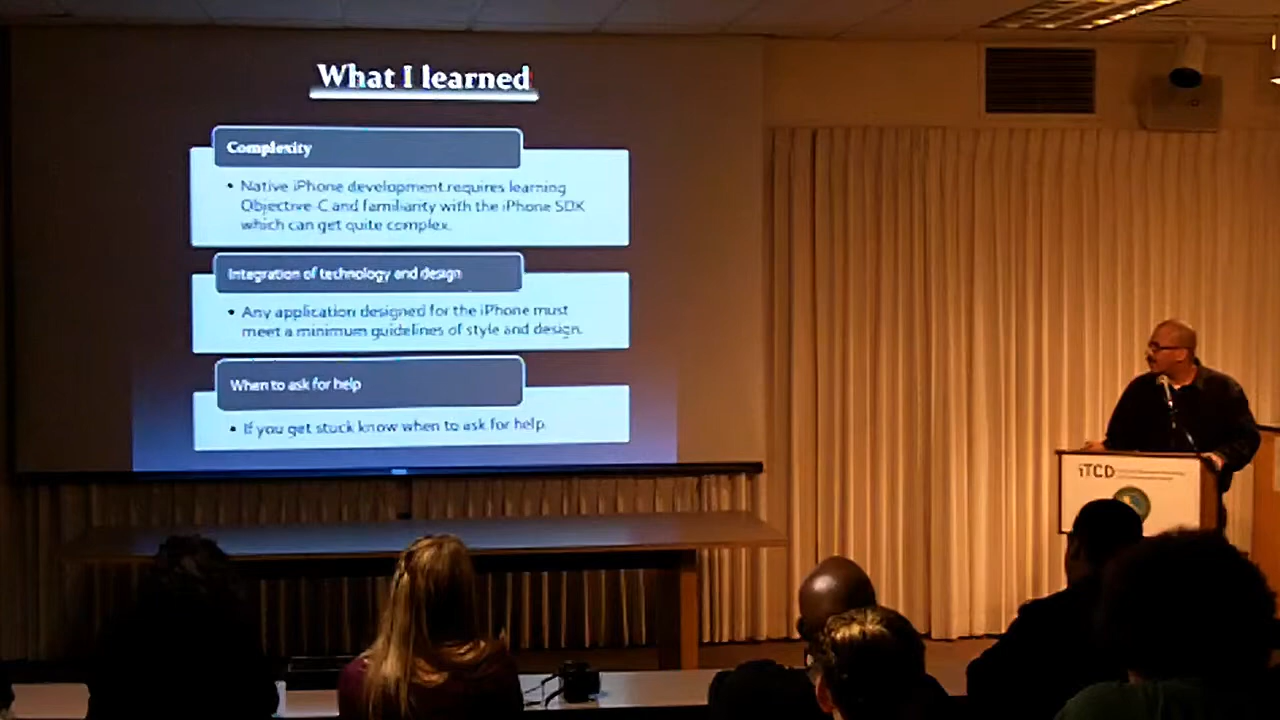 What I learned
Complexity
• Native iPhone development requires learning
Objective-C and familiarity with the iPhone SDK
which can get quite complex.
Integration of technology and design
• Any application designed for the iPhone must
meet a minimum guidelines of style and design.
When to ask for help
• If you get stuck know when to ask for help.
iTCD